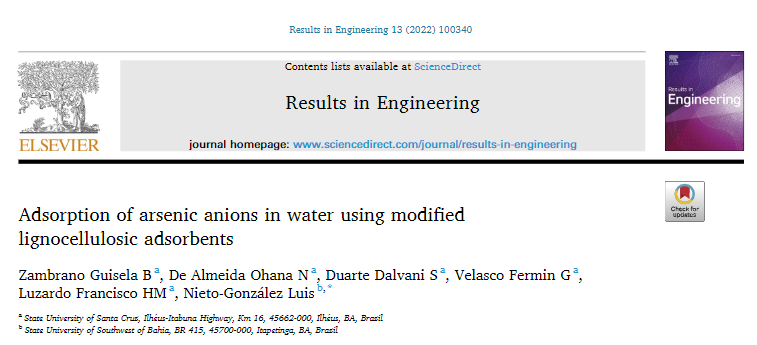 Results in Engineering 13 (2022) 100340
Contents lists available at ScienceDirect
Results in Engineering
journal homepage: www.sciencedirect.com/journal/results-in-engineering
ELSEVIER
Results in
Engineering
Check for
updates
Adsorption of arsenic anions in water using modified
lignocellulosic adsorbents
Zambrano Guisela B a, De Almeida Ohana N a, Duarte Dalvani S a, Velasco Fermin G a,
Luzardo Francisco HM a, Nieto-González Luis b,*
a State University of Santa Crus, Ilhéus-Itabuna Highway, Km 16, 45662-000, Ilhéus, BA, Brasil
b State University of Southwest of Bahia, BR 415, 45700-000, Itapetinga, BA, Brasil